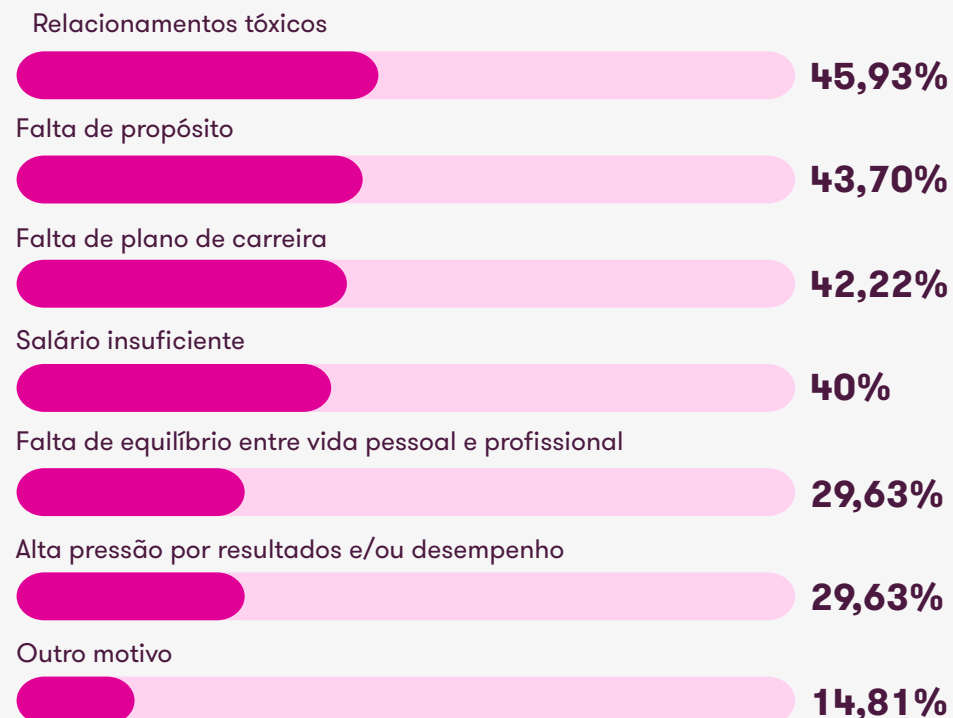 Relacionamentos tóxicos
45,93%
Falta de propósito
43,70%
Falta de plano de carreira
42,22%
Salário insuficiente
40%
Falta de equilíbrio entre vida pessoal e profissional
29,63%
Alta pressão por resultados e/ou desempenho
29,63%
Outro motivo
14,81%